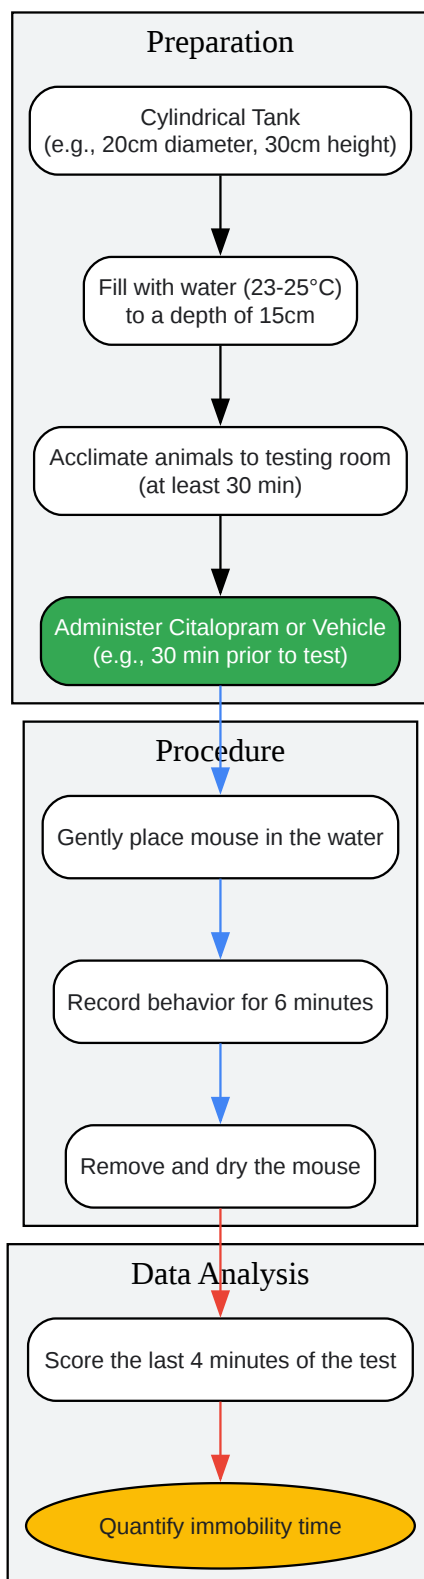 Preparation
Cylindrical Tank
(e.g., 20cm diameter, 30cm height)
Fill with water (23-25°C)
to a depth of 15cm
Acclimate animals to testing room
(at least 30 min)
Administer Citalopram or Vehicle
(e.g., 30 min prior to test)
Procedure
Gently place mouse in the water
Record behavior for 6 minutes
Remove and dry the mouse
Data Analysis
Score the last 4 minutes of the test
Quantify immobility time